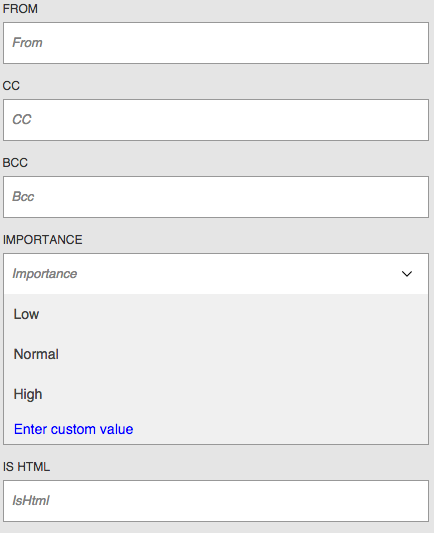 FROM
From
CC
CC
BCC
Bcc
IMPORTANCE
Importance
Low
Normal
High
Enter custom value
IS HTML
IsHtml